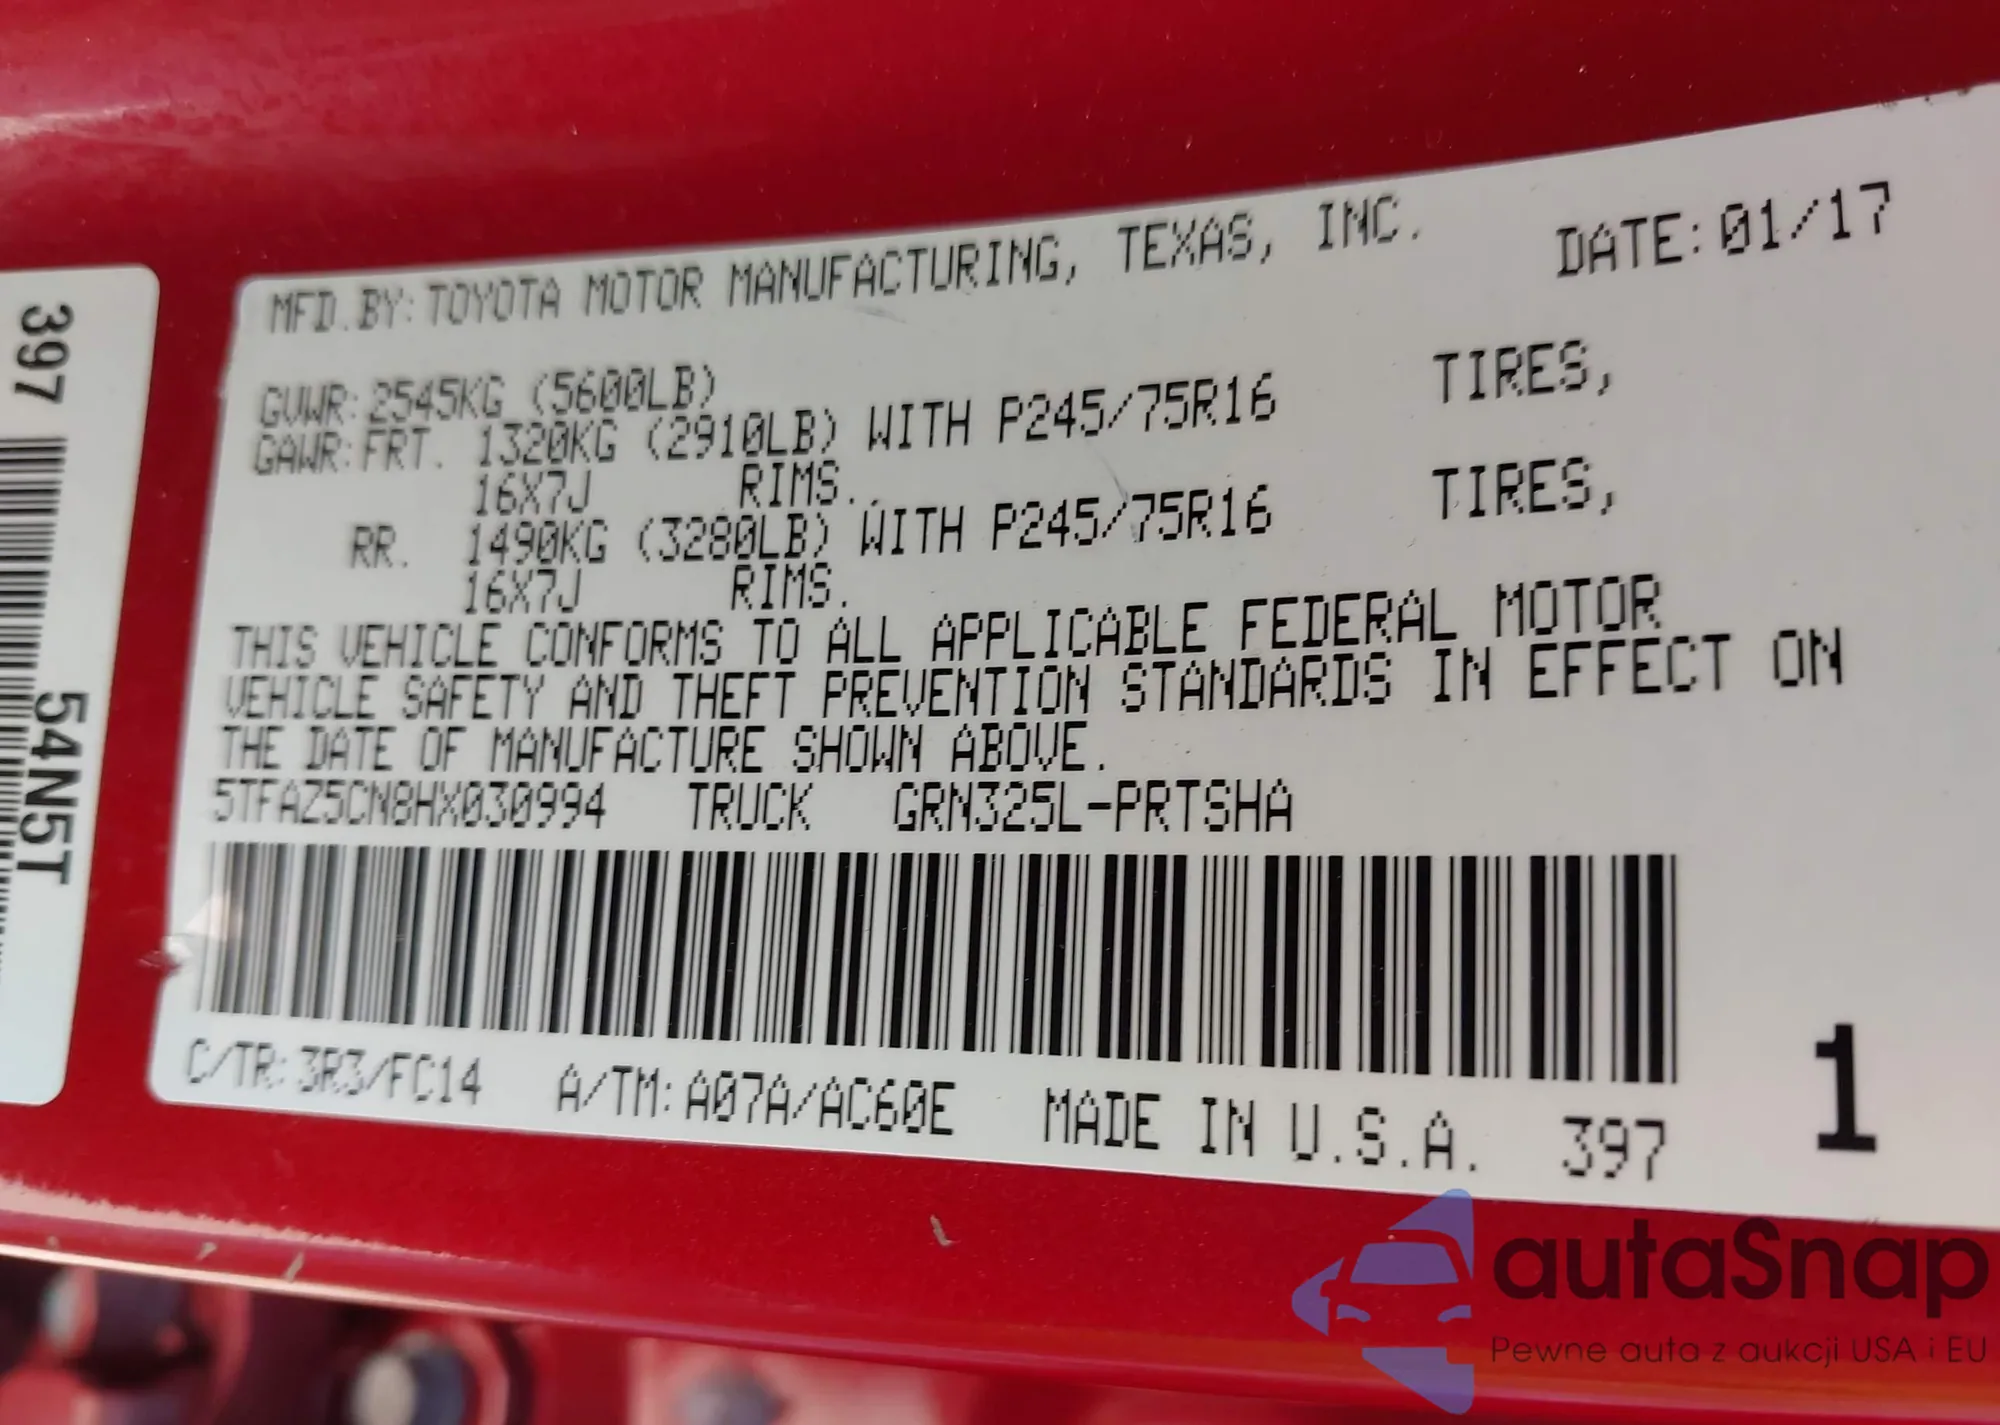 MFD.BY:TOYOTA MOTOR MANUFACTURING, TEXAS, INC. DATE:01/17
GVWR:2545KG (5600LB)
GAWR:FRT. 1320KG (2910LB) WITH P245/75R16 TIRES,
16X7J RIMS.
RR. 1490KG (3280LB) WITH P245/75R16 TIRES,
16X7J RIMS.
THIS VEHICLE CONFORMS TO ALL APPLICABLE FEDERAL MOTOR
VEHICLE SAFETY AND THEFT PREVENTION STANDARDS IN EFFECT ON
THE DATE OF MANUFACTURE SHOWN ABOVE.
5TFAZ5CN8HX030994 TRUCK GRN325L-PRTSHA
C/TR:3R3/FC14 A/TM:A07A/AC60E MADE IN U.S.A. 397
1
397
54N5T
autaSnap
Pewne auta z aukcji USA i EU